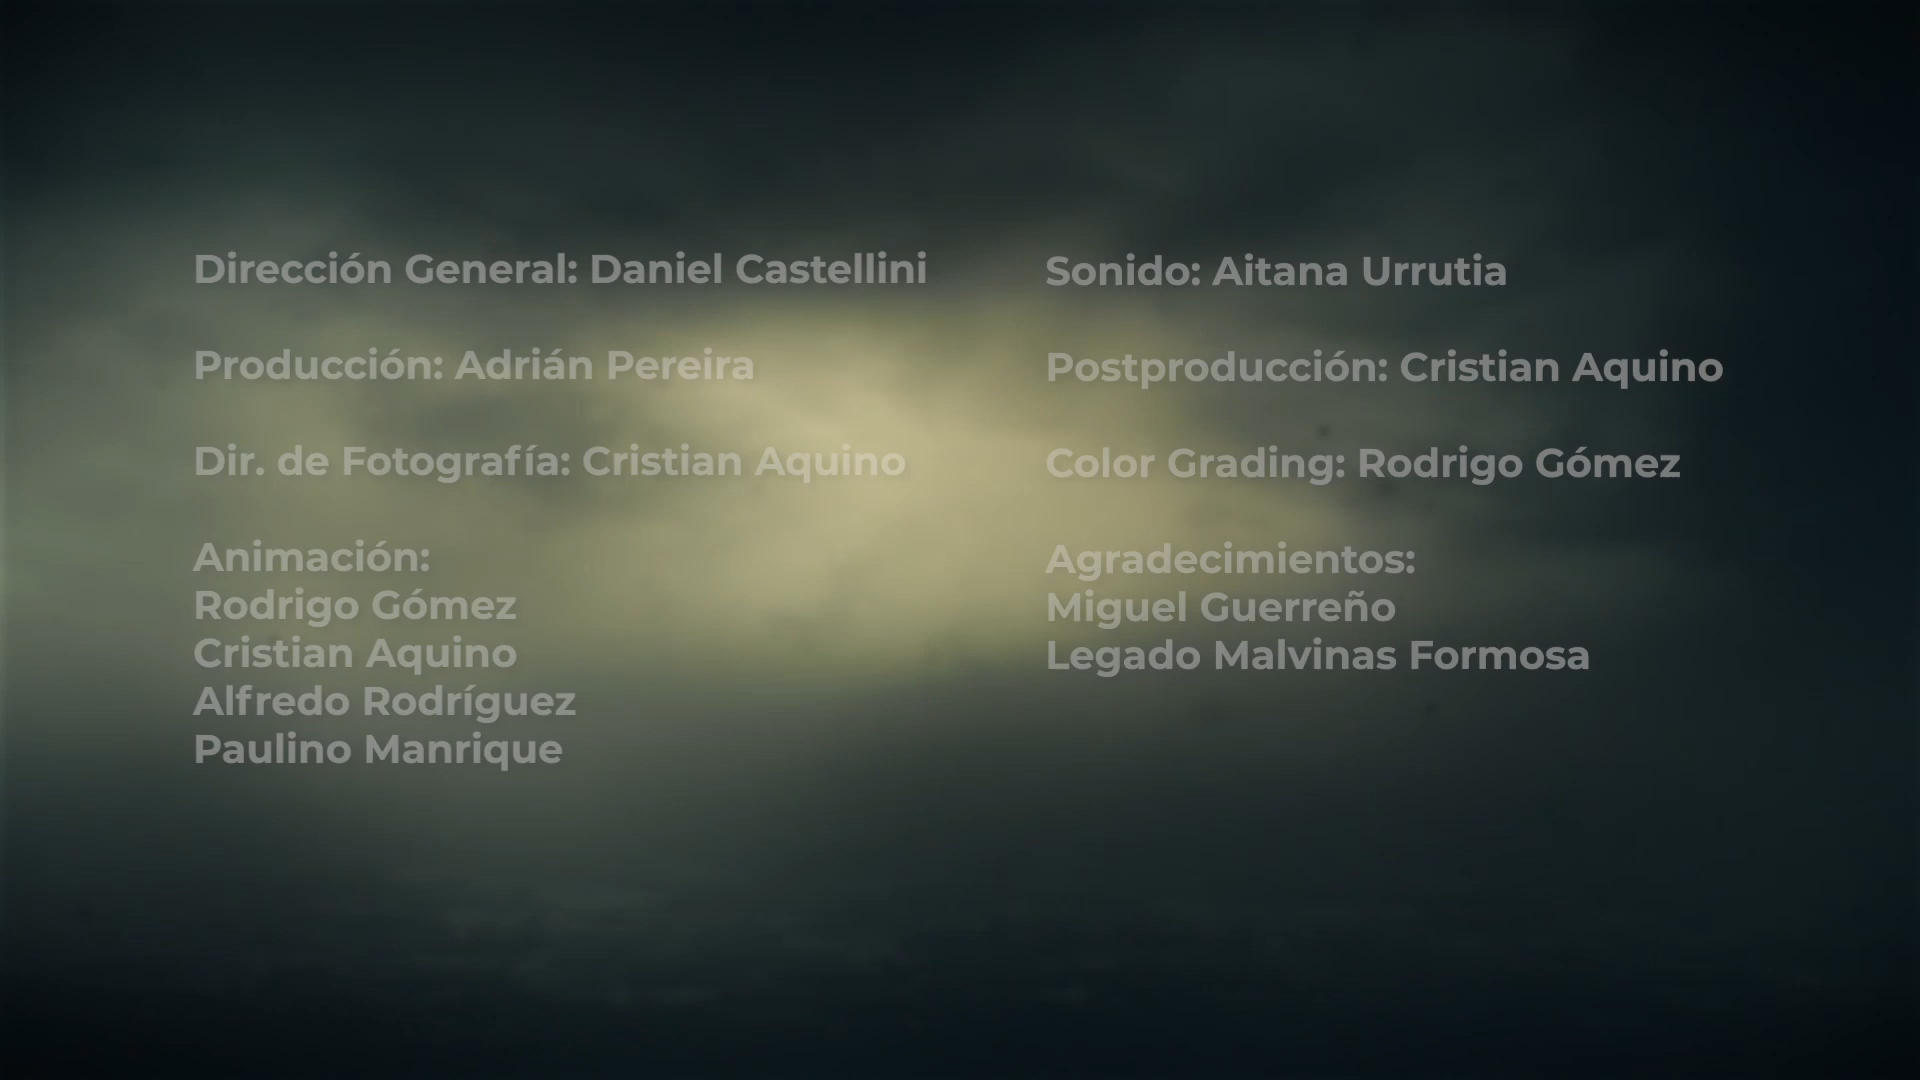 Dirección General: Daniel Castellini
Producción: Adrián Pereira
Dir. de Fotografía: Cristian Aquino
Animación:
Rodrigo Gómez
Cristian Aquino
Alfredo Rodríguez
Paulino Manrique
Sonido: Aitana Urrutia
Postproducción: Cristian Aquino
Color Grading: Rodrigo Gómez
Agradecimientos:
Miguel Guerreño
Legado Malvinas Formosa